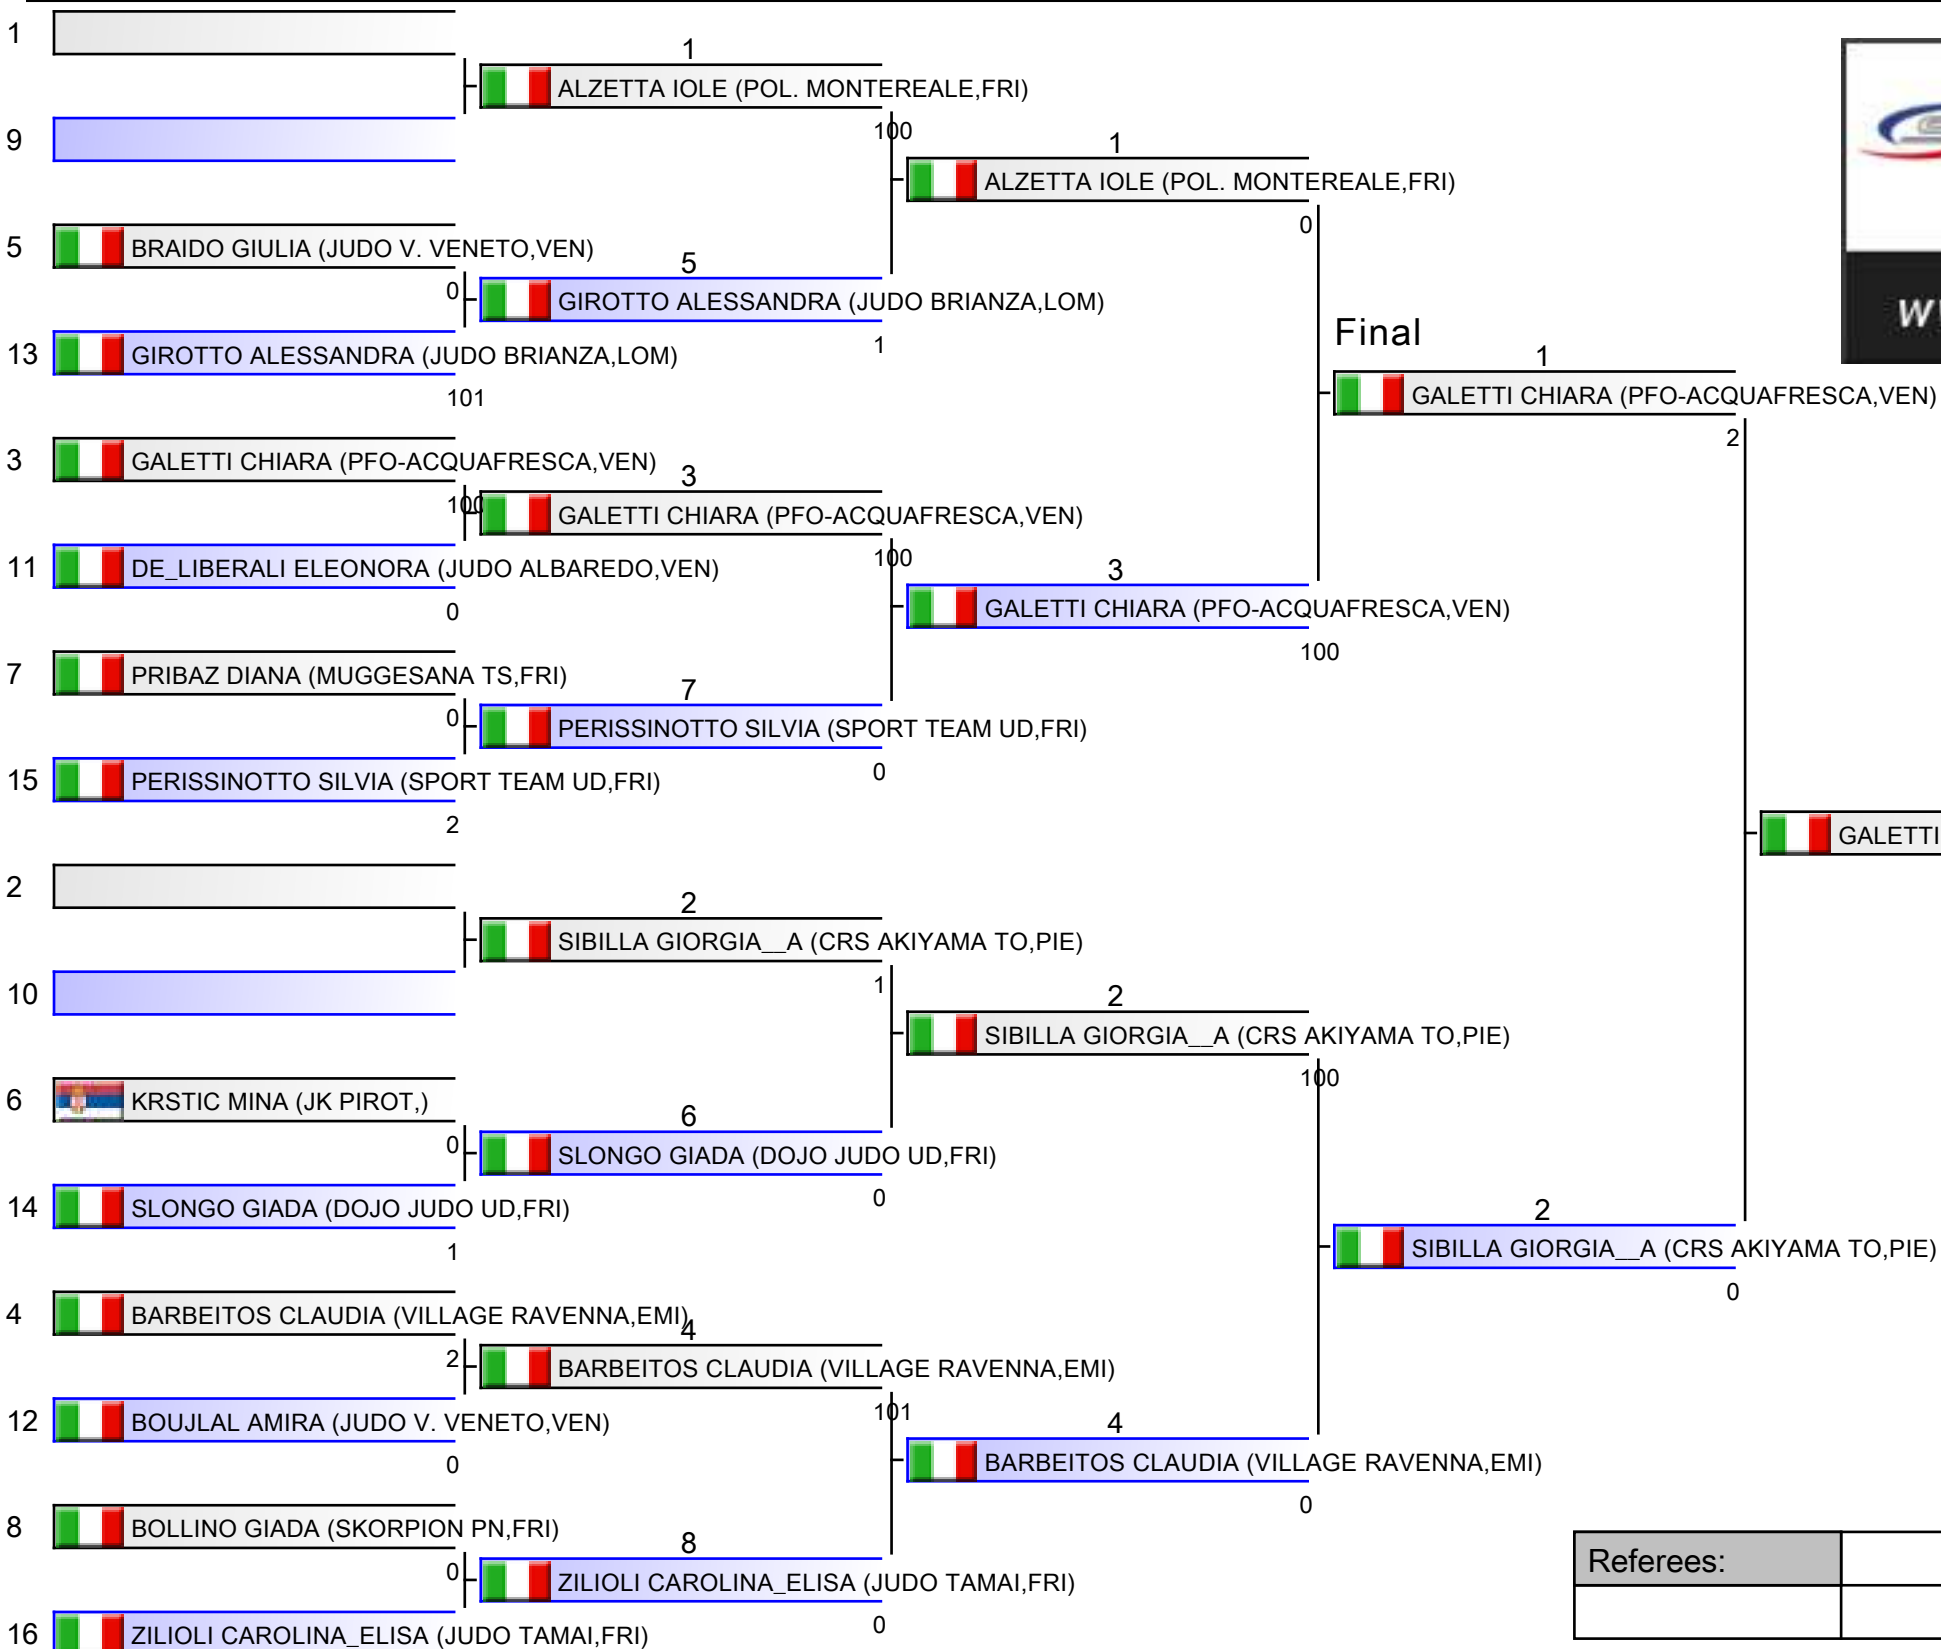 1
1
ALZETTA IOLE (POL. MONTEREALE,FRI)
100
9
1
ALZETTA IOLE (POL. MONTEREALE,FRI)
0
5 BRAIDO GIULIA (JUDO V. VENETO,VEN)
0
5
GIROTTO ALESSANDRA (JUDO BRIANZA,LOM)
1
13 GIROTTO ALESSANDRA (JUDO BRIANZA,LOM)
101
Final
1
GALETTI CHIARA (PFO-ACQUAFRESCA,VEN)
2
3 GALETTI CHIARA (PFO-ACQUAFRESCA,VEN)
100
3
GALETTI CHIARA (PFO-ACQUAFRESCA,VEN)
100
11 DE_LIBERALI ELEONORA (JUDO ALBAREDO,VEN)
0
3
GALETTI CHIARA (PFO-ACQUAFRESCA,VEN)
100
7 PRIBAZ DIANA (MUGGESANA TS,FRI)
0
7
PERISSINOTTO SILVIA (SPORT TEAM UD,FRI)
0
15 PERISSINOTTO SILVIA (SPORT TEAM UD,FRI)
2
GALETTI
2
2
SIBILLA GIORGIA__A (CRS AKIYAMA TO,PIE)
1
10
2
SIBILLA GIORGIA__A (CRS AKIYAMA TO,PIE)
100
6 KRSTIC MINA (JK PIROT,)
0
6
SLONGO GIADA (DOJO JUDO UD,FRI)
0
14 SLONGO GIADA (DOJO JUDO UD,FRI)
1
2
SIBILLA GIORGIA__A (CRS AKIYAMA TO,PIE)
0
4 BARBEITOS CLAUDIA (VILLAGE RAVENNA,EMI)
2
4
BARBEITOS CLAUDIA (VILLAGE RAVENNA,EMI)
101
12 BOUJLAL AMIRA (JUDO V. VENETO,VEN)
0
4
BARBEITOS CLAUDIA (VILLAGE RAVENNA,EMI)
0
8 BOLLINO GIADA (SKORPION PN,FRI)
0
8
ZILIOLI CAROLINA_ELISA (JUDO TAMAI,FRI)
0
16 ZILIOLI CAROLINA_ELISA (JUDO TAMAI,FRI)
Referees: